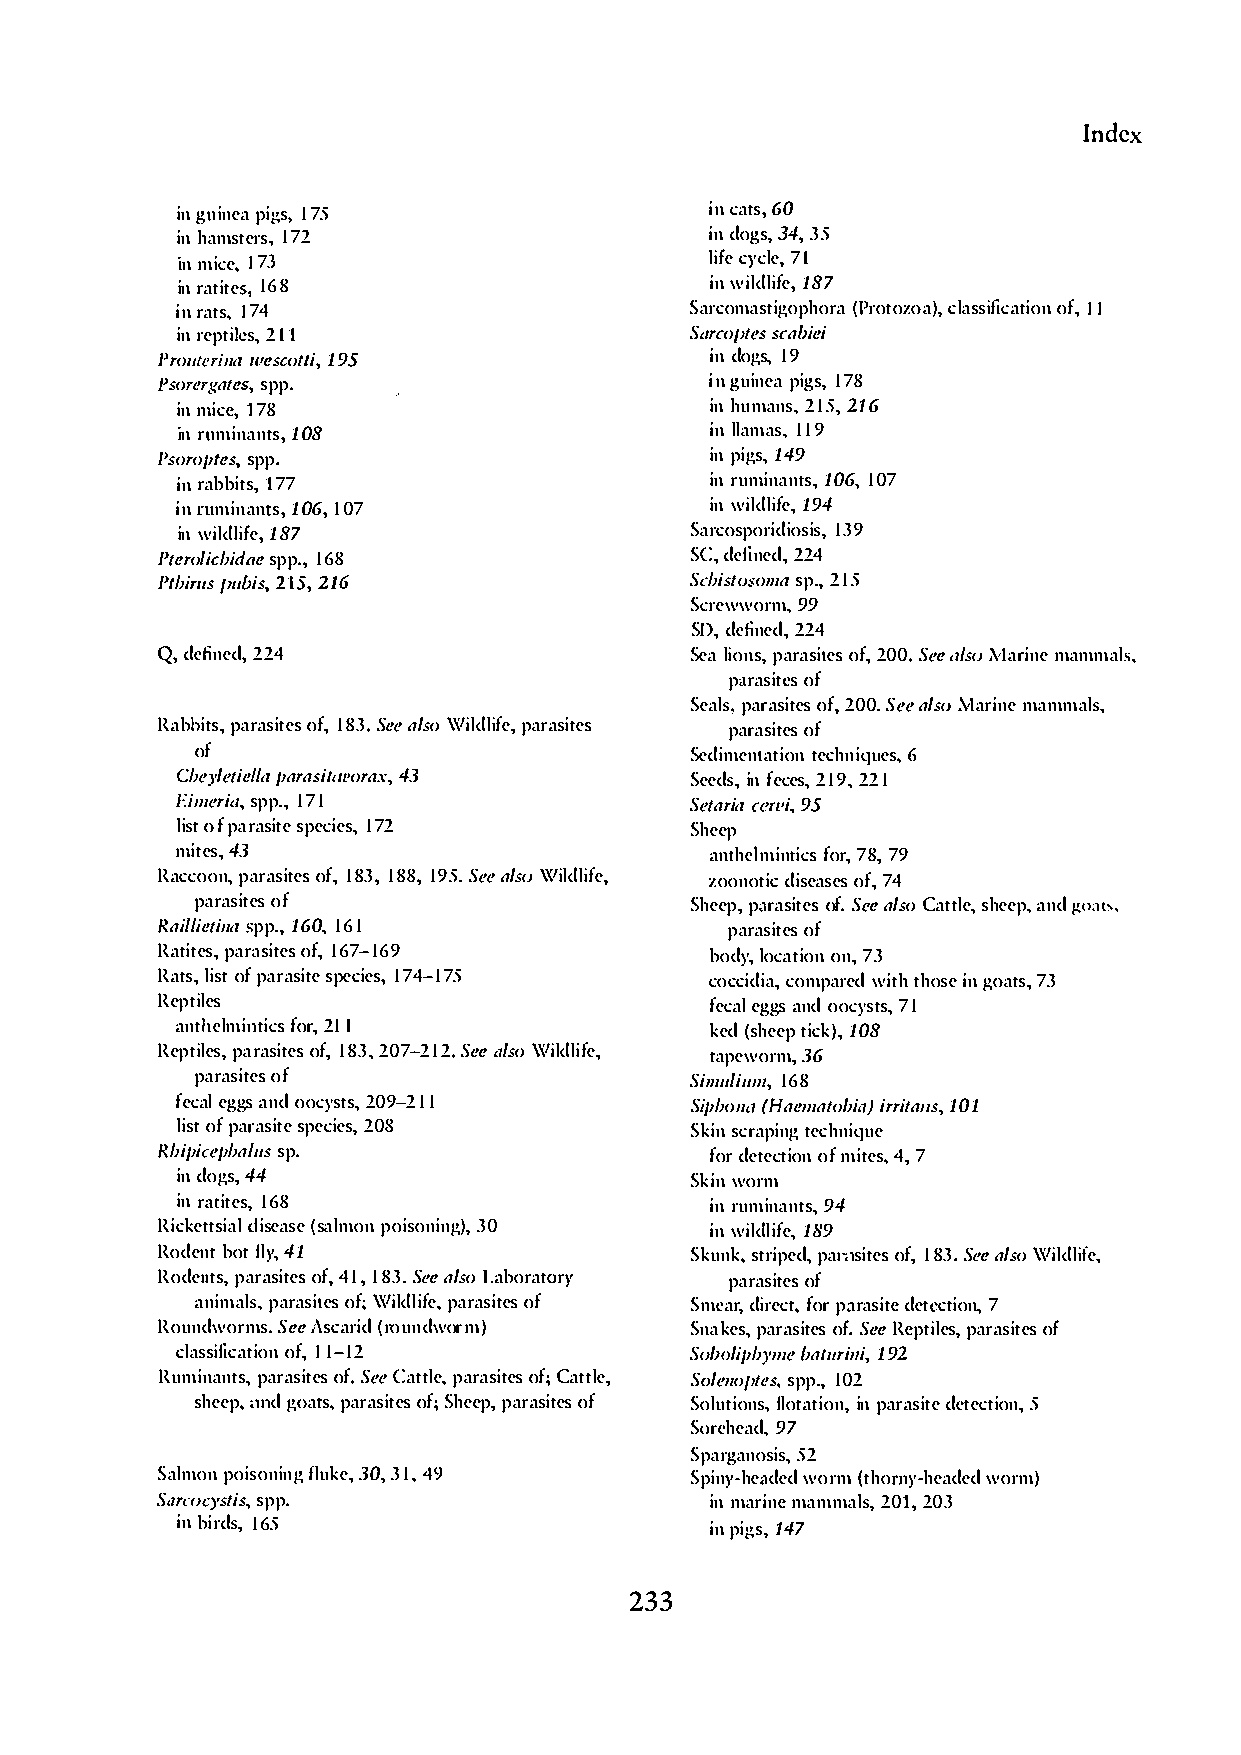 Index
in guinea pigs, 175
in hamsters, 172
in mice, 173
in ratites, 168
in rats, 174
in reptiles, 211
Prouterina wescotti, 195
Psorergates, spp.
in mice, 178
in ruminants, 108
Psoroptes, spp.
in rabbits, 177
in ruminants, 106, 107
in wildlife, 187
Pterolichidae spp., 168
Pthirus pubis, 215, 216
Q, defined, 224
Rabbits, parasites of, 183. See also Wildlife, parasites
of
Cheyletiella parasitavorax, 43
Eimeria, spp., 171
list of parasite species, 172
mites, 43
Raccoon, parasites of, 183, 188, 195. See also Wildlife,
parasites of
Raillietina spp., 160, 161
Ratites, parasites of, 167–169
Rats, list of parasite species, 174–175
Reptiles
anthelmintics for, 211
Reptiles, parasites of, 183, 207–212. See also Wildlife,
parasites of
fecal eggs and oocysts, 209–211
list of parasite species, 208
Rhipicephalus sp.
in dogs, 44
in ratites, 168
Rickettsial disease (salmon poisoning), 30
Rodent bot fly, 41
Rodents, parasites of, 41, 183. See also Laboratory
animals, parasites of; Wildlife, parasites of
Roundworms. See Ascarid (roundworm)
classification of, 11–12
Ruminants, parasites of. See Cattle, parasites of; Cattle,
sheep, and goats, parasites of; Sheep, parasites of
Salmon poisoning fluke, 30, 31, 49
Sarcocystis, spp.
in birds, 165
in cats, 60
in dogs, 34, 35
life cycle, 71
in wildlife, 187
Sarcomastigophora (Protozoa), classification of, 11
Sarcoptes scabiei
in dogs, 19
in guinea pigs, 178
in humans, 215, 216
in llamas, 119
in pigs, 149
in ruminants, 106, 107
in wildlife, 194
Sarcosporidiosis, 139
SC, defined, 224
Schistosoma sp., 215
Screwworm, 99
SD, defined, 224
Sea lions, parasites of, 200. See also Marine mammals,
parasites of
Seals, parasites of, 200. See also Marine mammals,
parasites of
Sedimentation techniques, 6
Seeds, in feces, 219, 221
Setaria cervi, 95
Sheep
anthelmintics for, 78, 79
zoonotic diseases of, 74
Sheep, parasites of. See also Cattle, sheep, and goats,
parasites of
body, location on, 73
coccidia, compared with those in goats, 73
fecal eggs and oocysts, 71
ked (sheep tick), 108
tapeworm, 36
Simulium, 168
Siphona (Haematobia) irritans, 101
Skin scraping technique
for detection of mites, 4, 7
Skin worm
in ruminants, 94
in wildlife, 189
Skunk, striped, parasites of, 183. See also Wildlife,
parasites of
Smear, direct, for parasite detection, 7
Snakes, parasites of. See Reptiles, parasites of
Soboliphyme baturini, 192
Solenoptes, spp., 102
Solutions, flotation, in parasite detection, 5
Sorehead, 97
Sparganosis, 52
Spiny-headed worm (thorny-headed worm)
in marine mammals, 201, 203
in pigs, 147
233